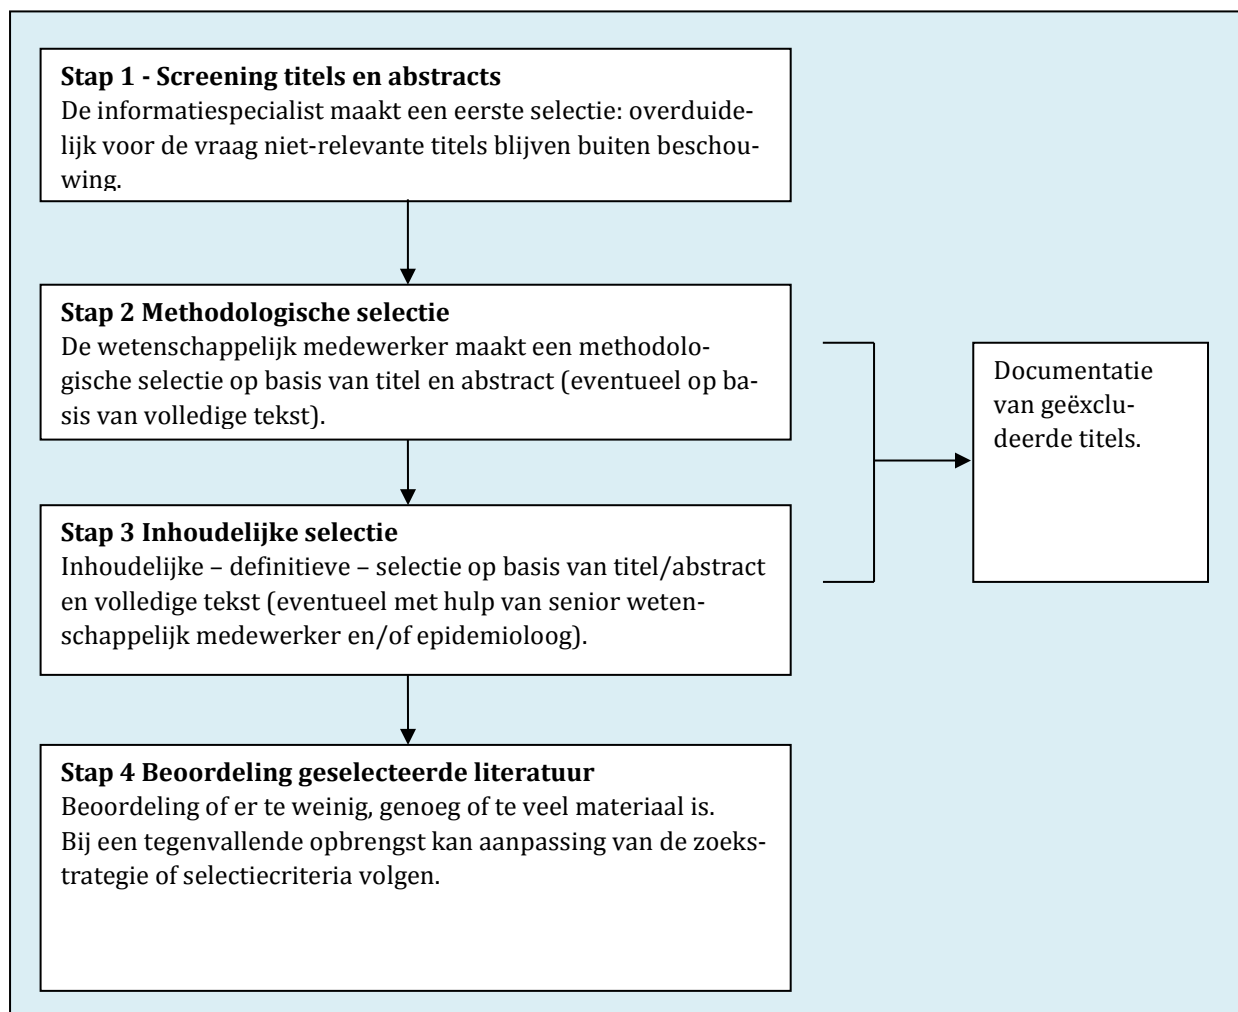 Stap 1 - Screening titels en abstracts
De informatiespecialist maakt een eerste selectie: overduide-
lijk voor de vraag niet-relevante titels blijven buiten beschou-
wing.
Stap 2 Methodologische selectie
De wetenschappelijk medewerker maakt een methodolo-
gische selectie op basis van titel en abstract (eventueel op ba-
sis van volledige tekst).
Documentatie
van geëxclu-
deerde titels.
Stap 3 Inhoudelijke selectie
Inhoudelijke – definitieve – selectie op basis van titel/abstract
en volledige tekst (eventueel met hulp van senior weten-
schappelijk medewerker en/of epidemioloog).
Stap 4 Beoordeling geselecteerde literatuur
Beoordeling of er te weinig, genoeg of te veel materiaal is.
Bij een tegenvallende opbrengst kan aanpassing van de zoeks-
trategie of selectiecriteria volgen.